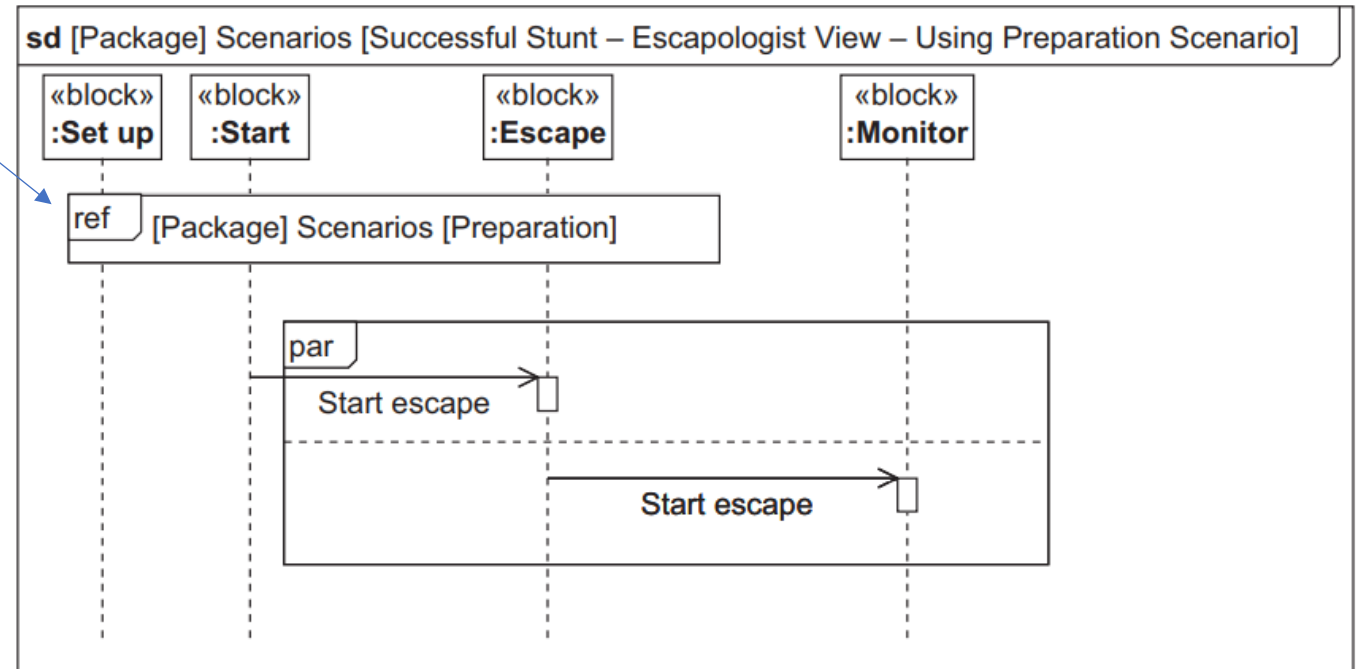 sd [Package] Scenarios [Successful Stunt – Escapologist View – Using Preparation Scenario]
«block» «block» «block» «block»
:Set up :Start :Escape :Monitor
ref [Package] Scenarios [Preparation]
par
Start escape
Start escape